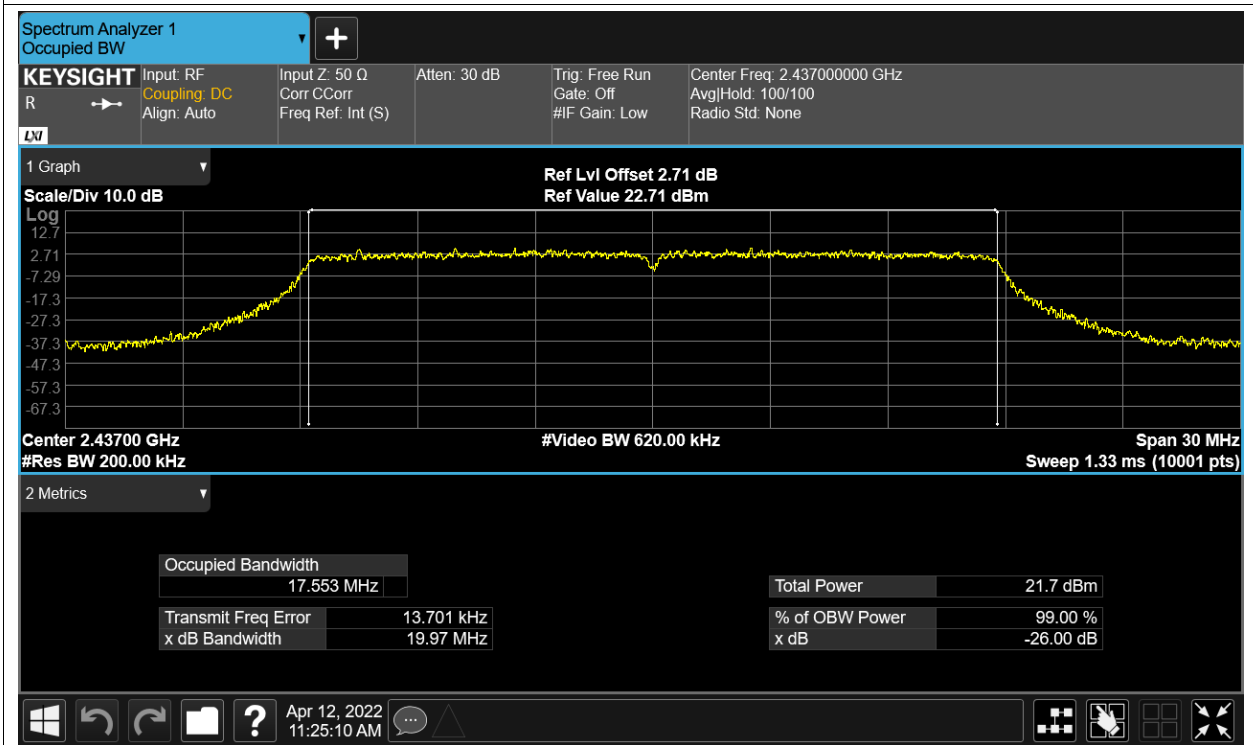 Spectrum Analyzer 1
Occupied BW
KEYSIGHT
R
LXI
Input: RF
Coupling: DC
Align: Auto
Input Z: 50 Ω
Corr CCorr
Freq Ref: Int (S)
Atten: 30 dB
Trig: Free Run
Gate: Off
#IF Gain: Low
Center Freq: 2.437000000 GHz
Avg|Hold: 100/100
Radio Std: None
1 Graph
Scale/Div 10.0 dB
Ref Lvl Offset 2.71 dB
Ref Value 22.71 dBm
Log
12.7
2.71
-7.29
-17.3
-27.3
-37.3
-47.3
-57.3
-67.3
Center 2.43700 GHz
#Video BW 620.00 kHz
Span 30 MHz
#Res BW 200.00 kHz
Sweep 1.33 ms (10001 pts)
2 Metrics
Occupied Bandwidth
17.553 MHz
Total Power 21.7 dBm
Transmit Freq Error 13.701 kHz
% of OBW Power 99.00 %
x dB Bandwidth 19.97 MHz
x dB -26.00 dB
?
Apr 12, 2022
11:25:10 AM